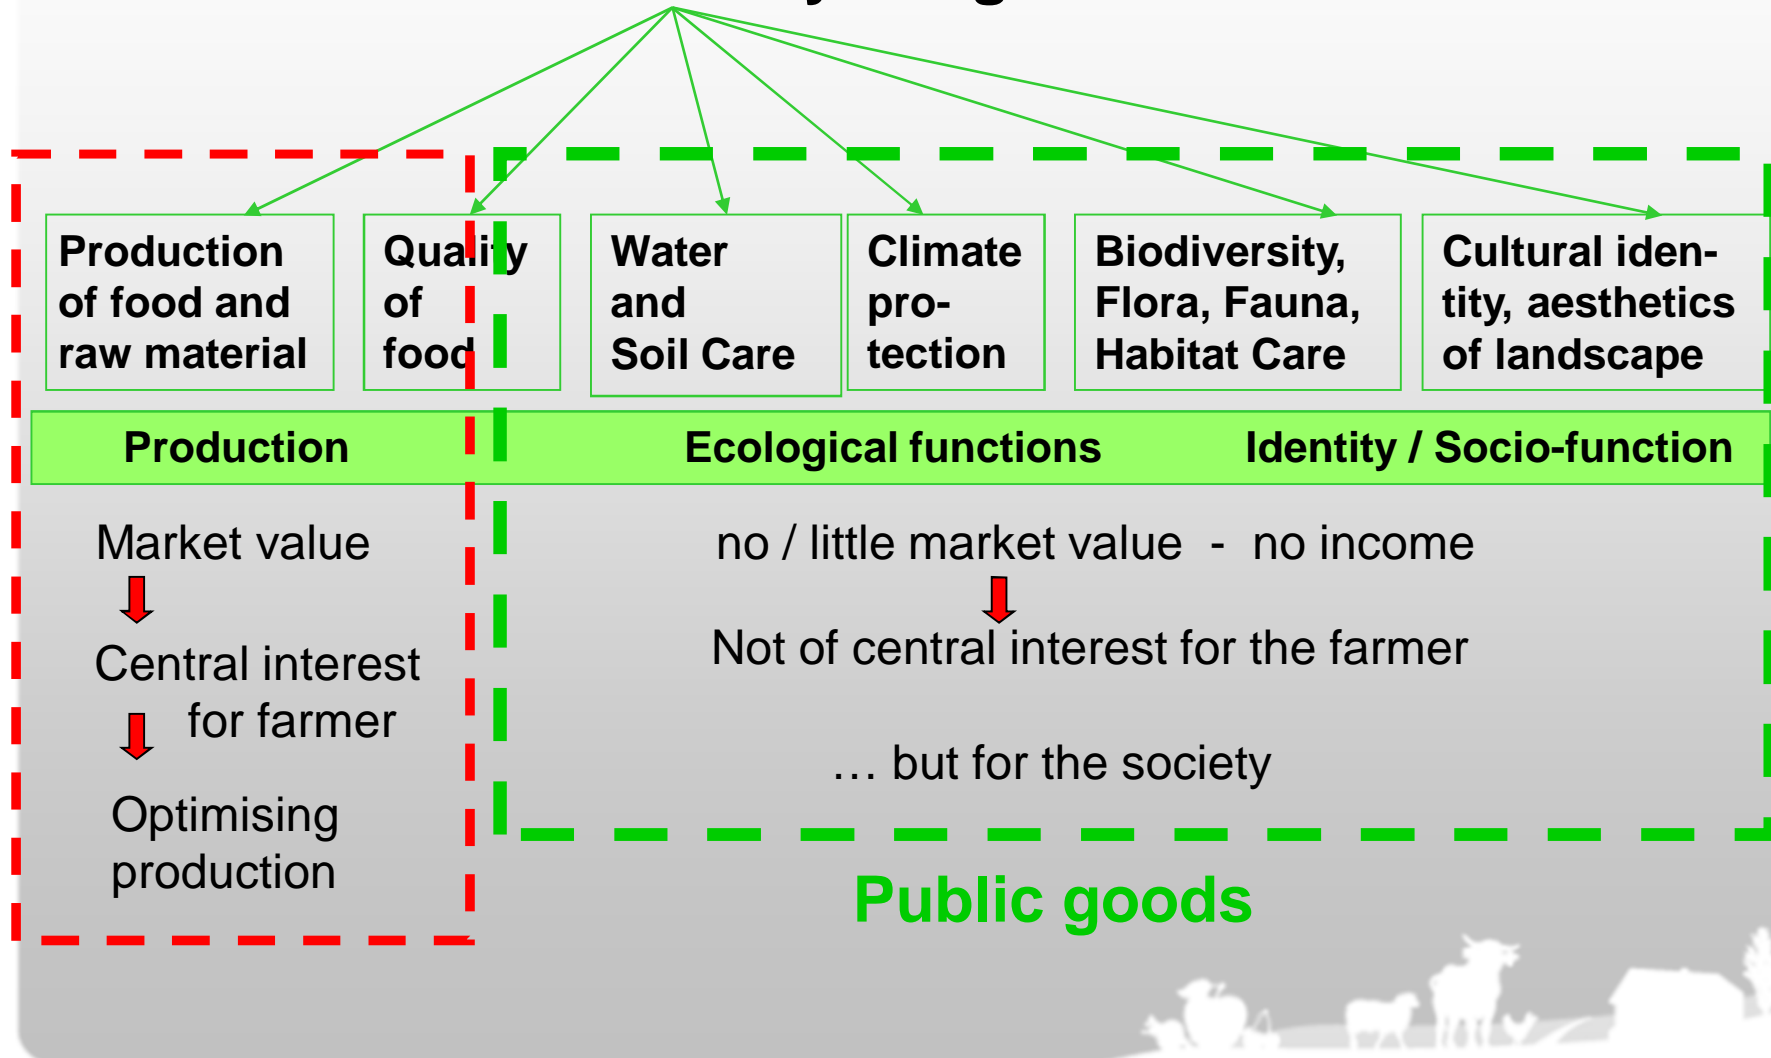 Production
of food and
raw material
Quality
of
food
Water
and
Soil Care
Climate
pro-
tection
Biodiversity,
Flora, Fauna,
Habitat Care
Cultural iden-
tity, aesthetics
of landscape
Production
Ecological functions
Identity / Socio-function
Market value
Central interest
for farmer
Optimising
production
no / little market value - no income
Not of central interest for the farmer
… but for the society
Public goods